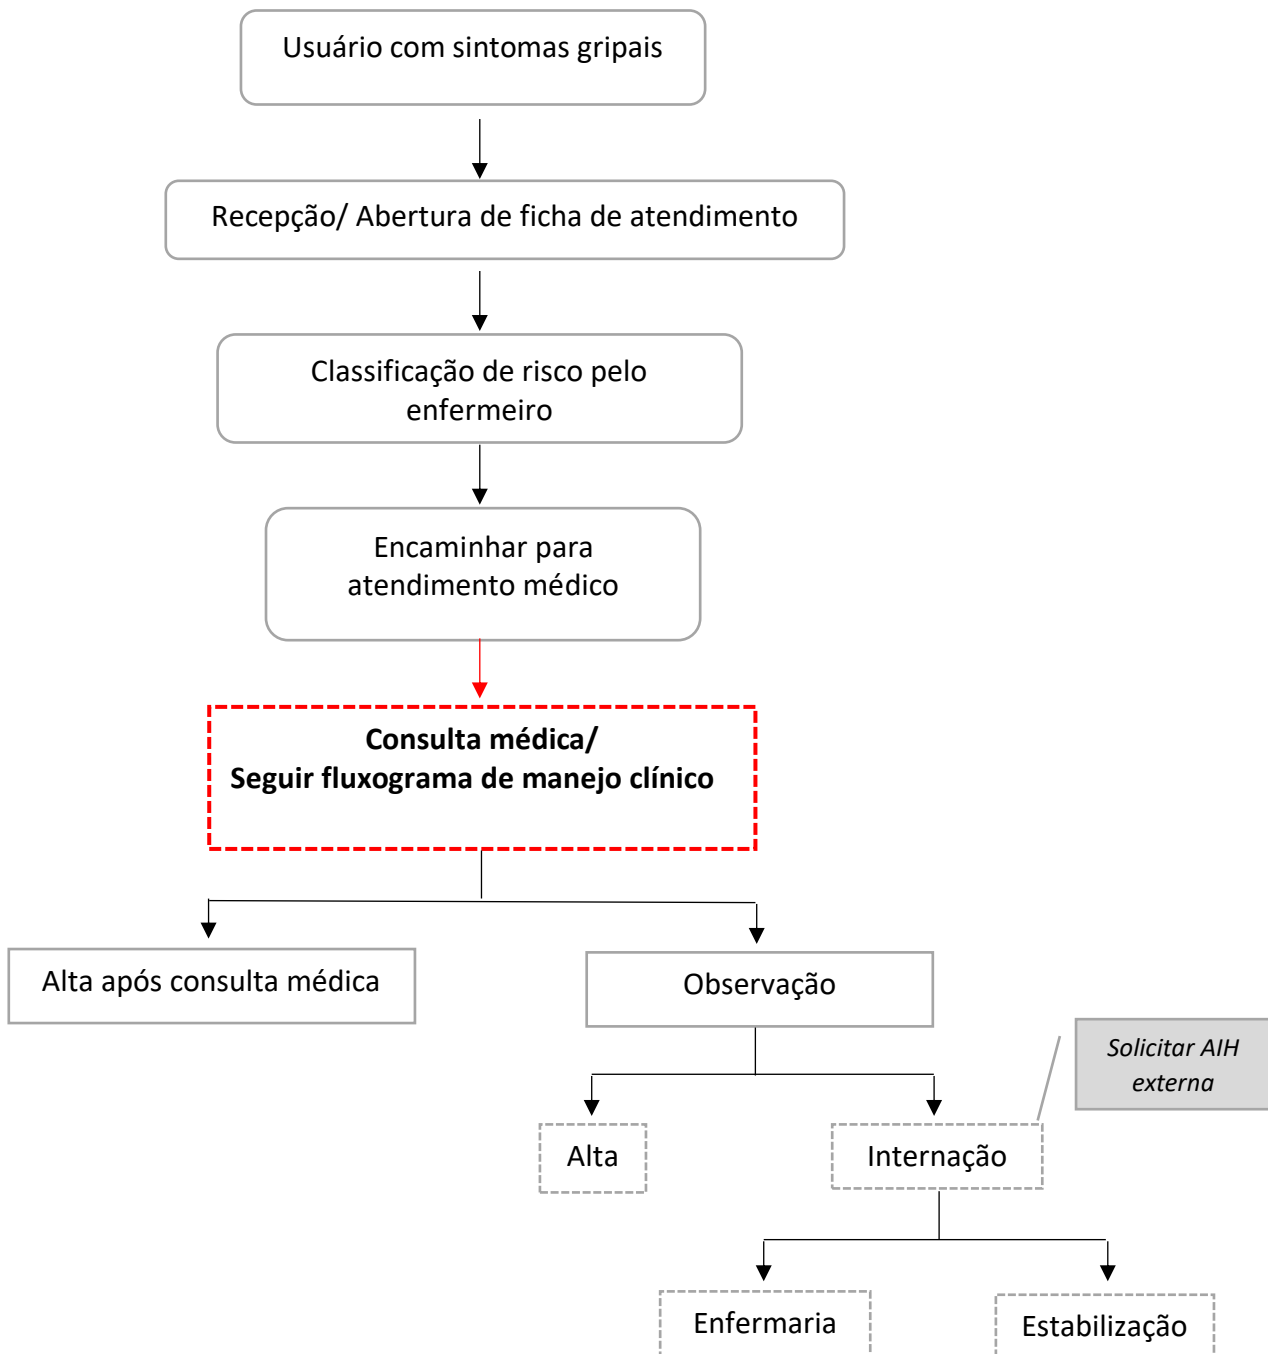 Usuário com sintomas gripais
Recepção/ Abertura de ficha de atendimento
Classificação de risco pelo
enfermeiro
Encaminhar para
atendimento médico
Consulta médica/
Seguir fluxograma de manejo clínico
Alta após consulta médica
Observação
Solicitar AIH
externa
Alta
Internação
Enfermaria
Estabilização